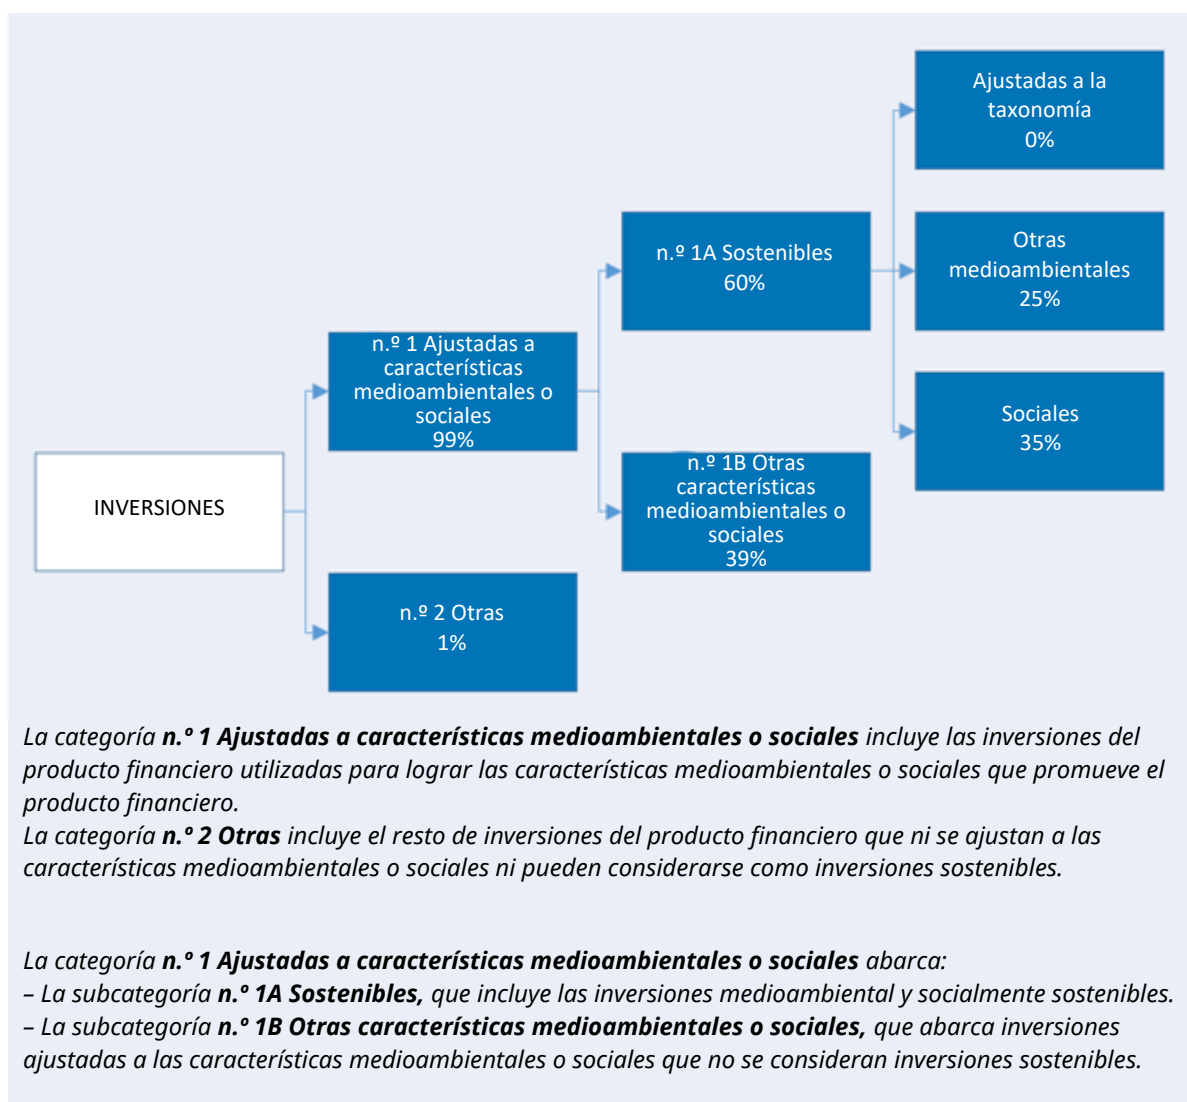 Ajustadas a la
taxonomía
0%
n.º 1A Sostenibles
60%
Otras
medioambientales
25%
n.º 1 Ajustadas a
características
medioambientales o
sociales
99%
Sociales
35%
INVERSIONES
n.º 1B Otras
características
medioambientales o
sociales
39%
n.º 2 Otras
1%
La categoría n.º 1 Ajustadas a características medioambientales o sociales incluye las inversiones del
producto financiero utilizadas para lograr las características medioambientales o sociales que promueve el
producto financiero.
La categoría n.º 2 Otras incluye el resto de inversiones del producto financiero que ni se ajustan a las
características medioambientales o sociales ni pueden considerarse como inversiones sostenibles.
La categoría n.º 1 Ajustadas a características medioambientales o sociales abarca:
– La subcategoría n.º 1A Sostenibles, que incluye las inversiones medioambiental y socialmente sostenibles.
– La subcategoría n.º 1B Otras características medioambientales o sociales, que abarca inversiones
ajustadas a las características medioambientales o sociales que no se consideran inversiones sostenibles.